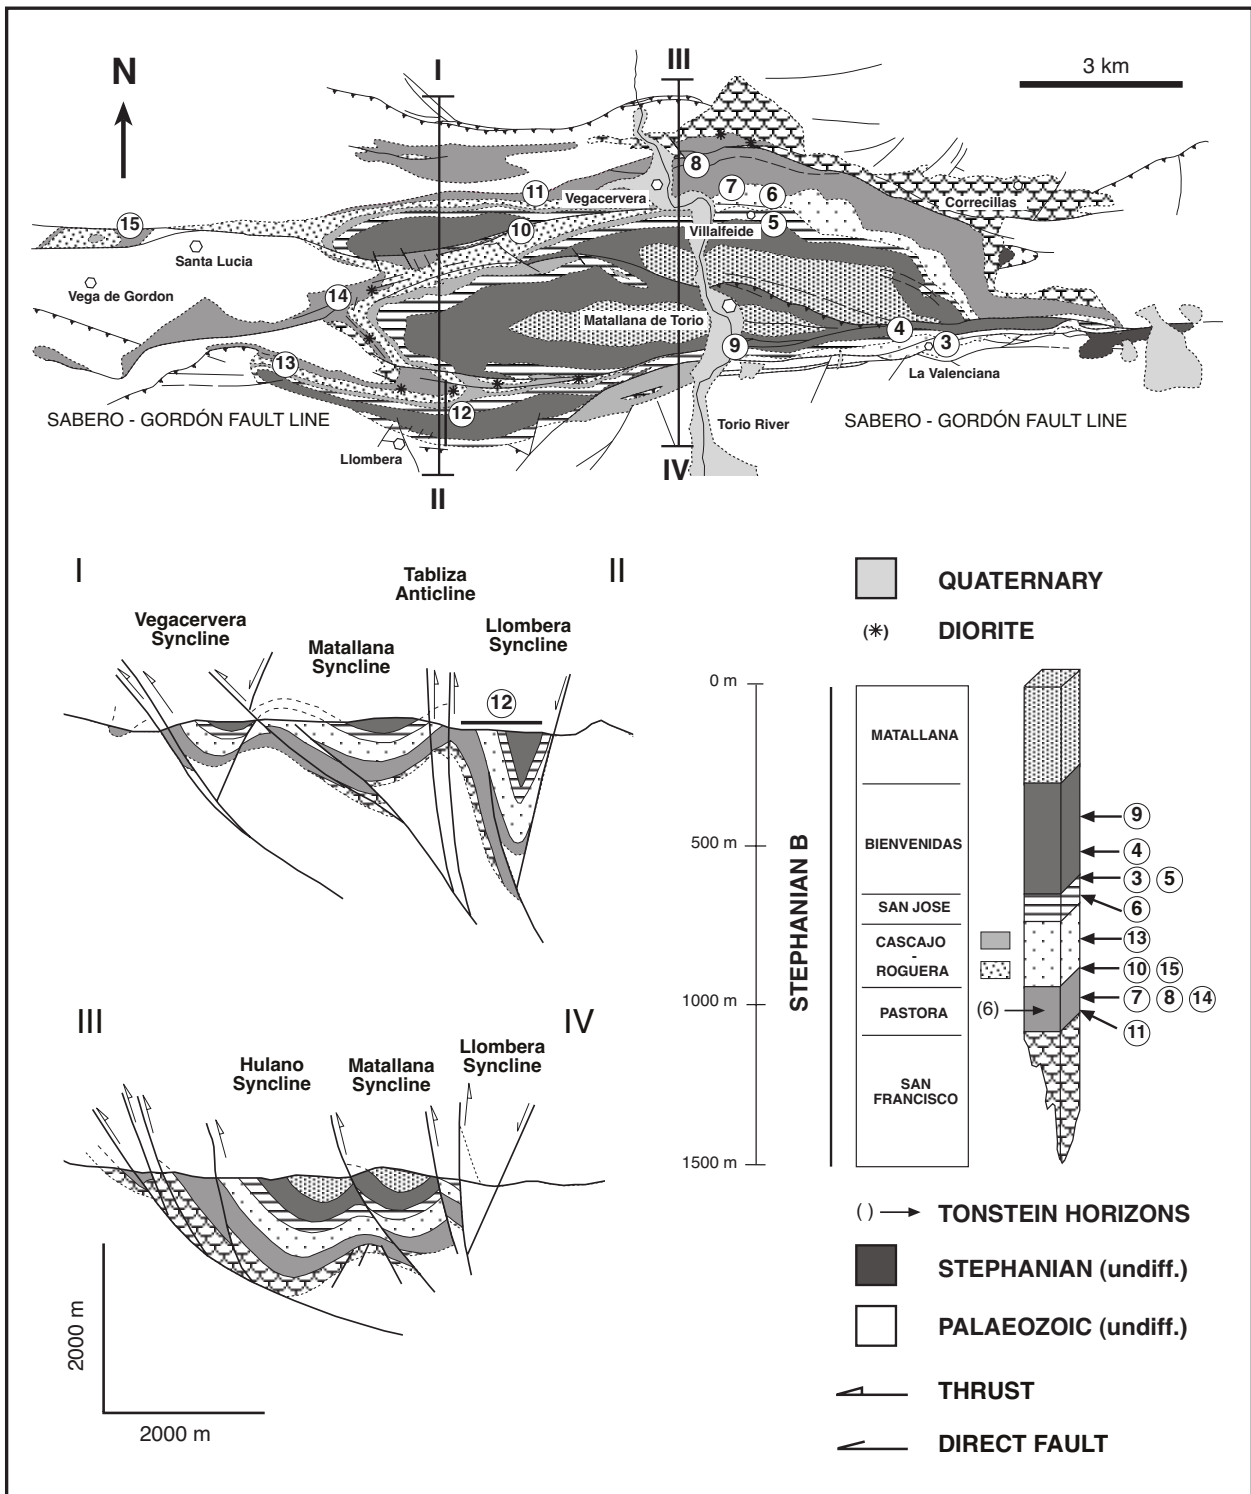 N
I
III
3 km
8
7
6
5
11
Vegacervera
Correcillas
15
10
Villalfeide
Santa Lucia
Vega de Gordon
14
Matallana de Torio
4
3
9
13
La Valenciana
SABERO - GORDÓN FAULT LINE
12
Torio River
SABERO - GORDÓN FAULT LINE
Llombera
II
IV
I
II
Tabliza
Anticline
Vegacervera
Syncline
Matallana
Syncline
Llombera
Syncline
12
III
IV
Hulano
Syncline
Matallana
Syncline
Llombera
Syncline
2000 m
2000 m
QUATERNARY
(*) DIORITE
0 m
500 m
1000 m
1500 m
STEPHANIAN B
MATALLANA
BIENVENIDAS
SAN JOSE
CASCAJO
-
ROGUERA
PASTORA
SAN
FRANCISCO
(6)
9
4
3 5
6
13
10 15
7 8 14
11
( ) TONSTEIN HORIZONS
STEPHANIAN (undiff.)
PALAEOZOIC (undiff.)
THRUST
DIRECT FAULT